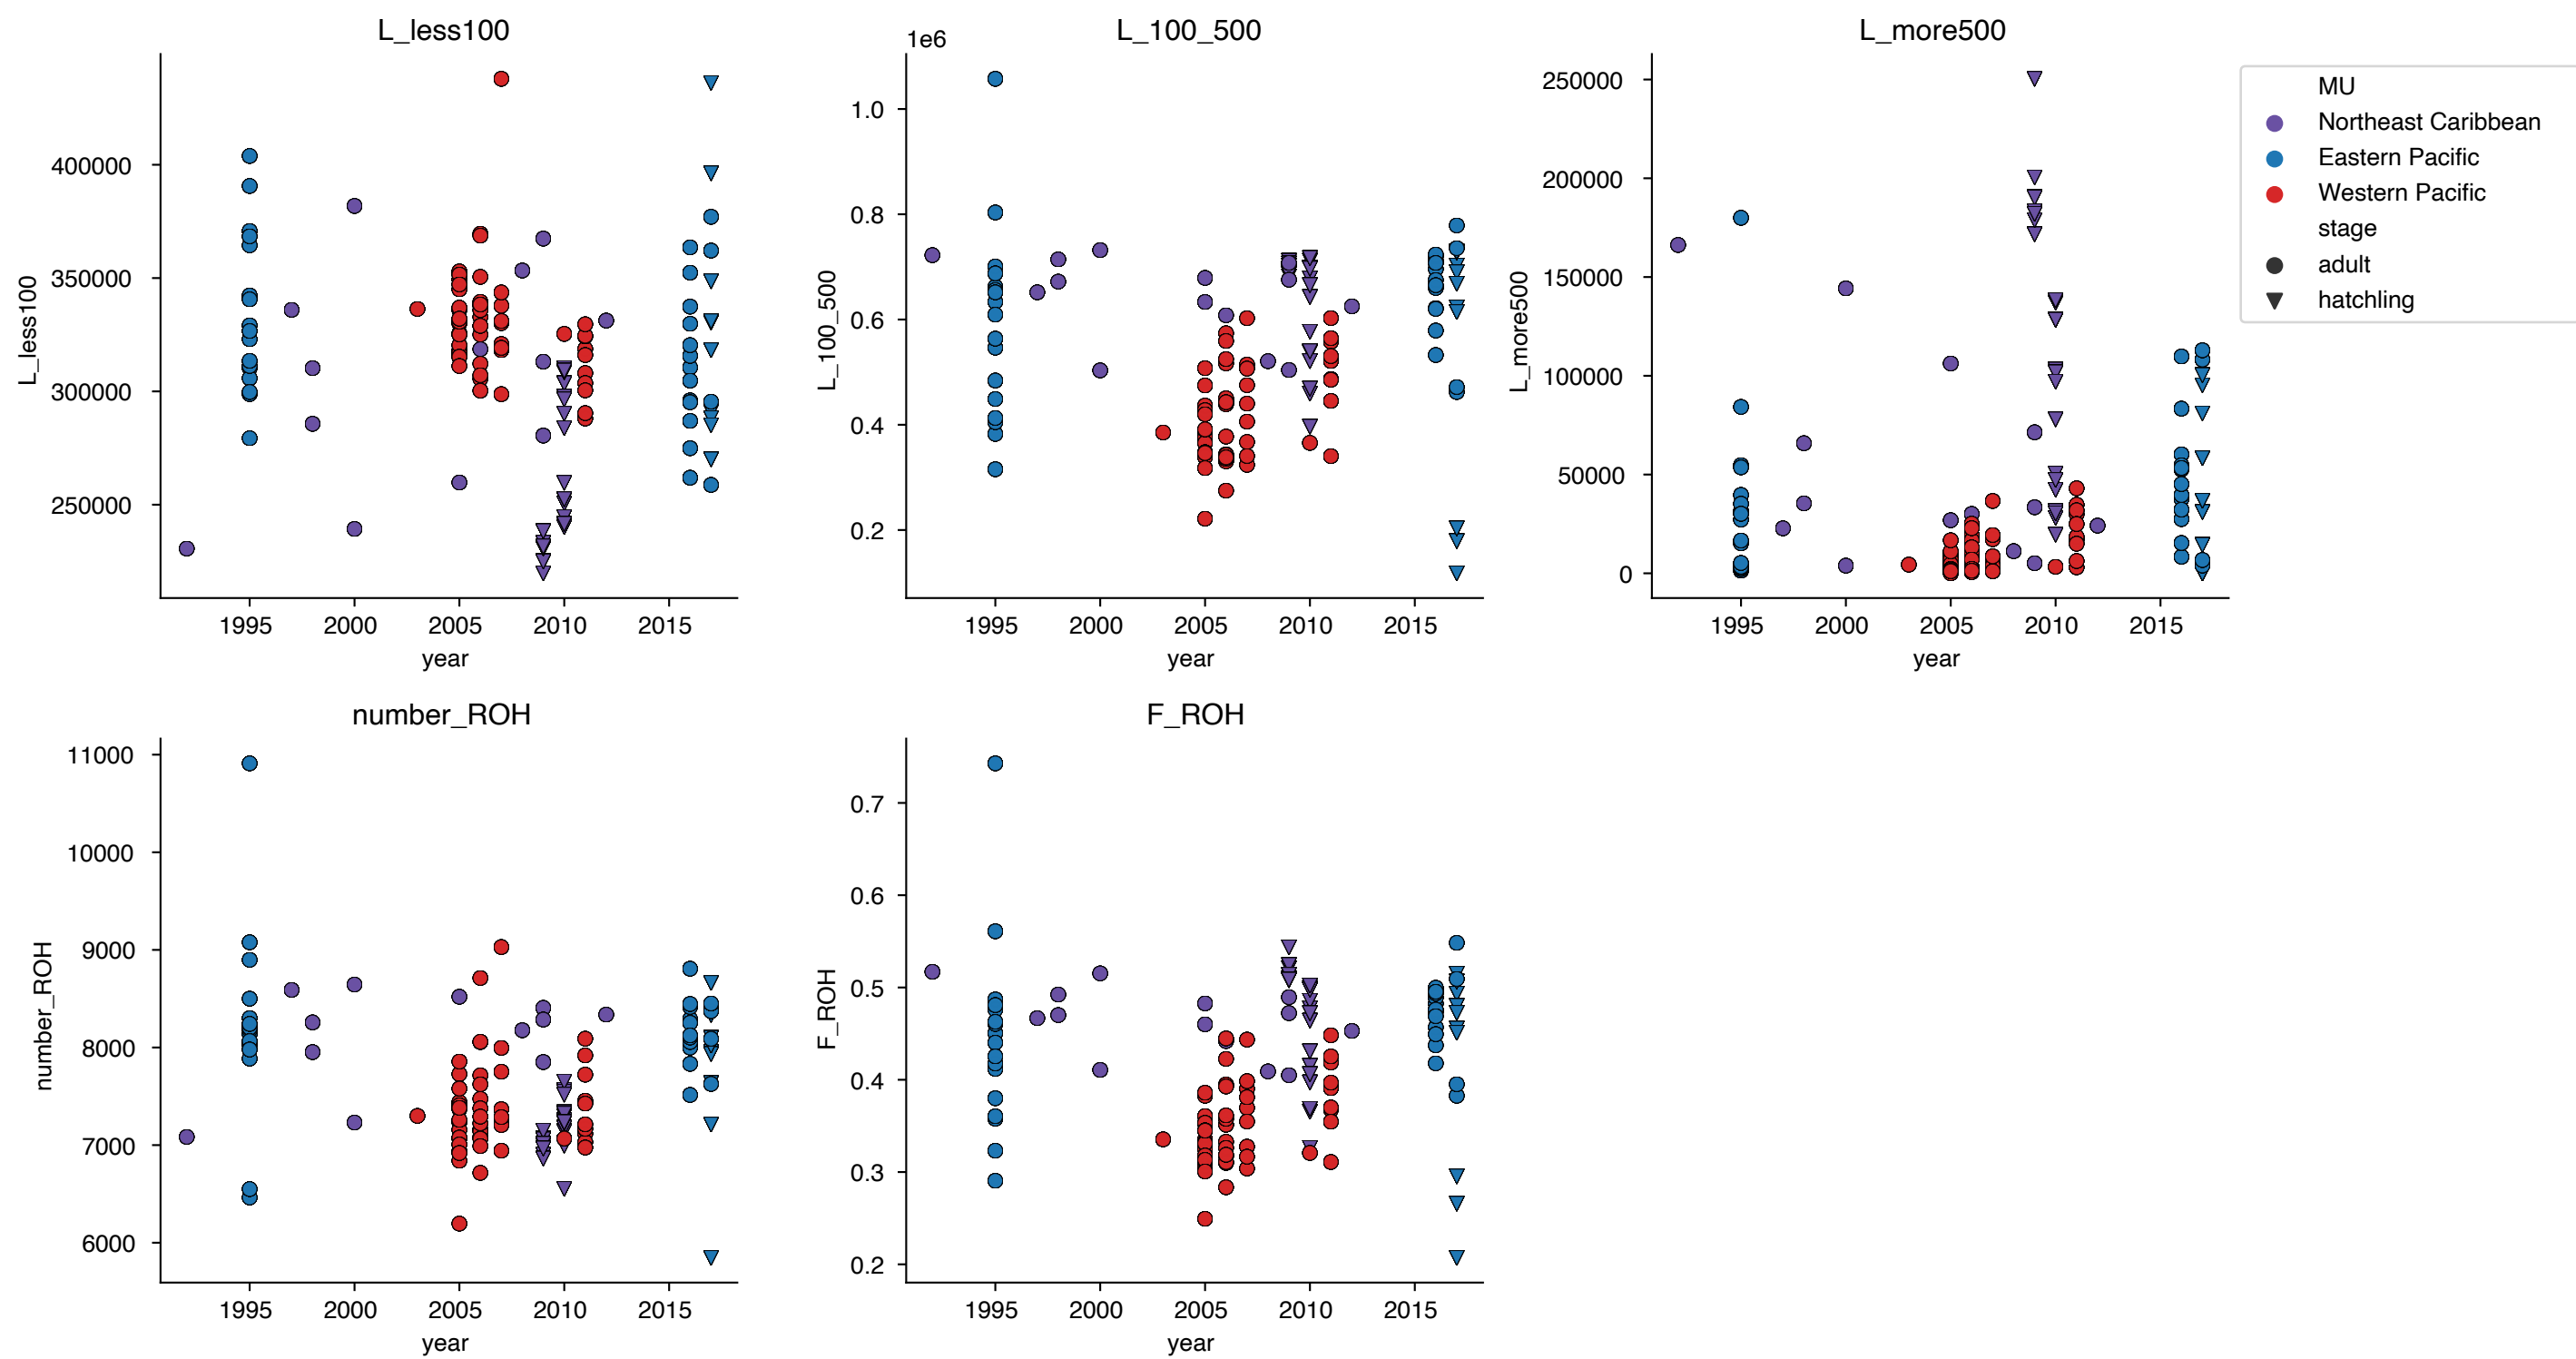 L_less100
L_less100
400000
350000
300000
250000
1995 2000 2005 2010 2015
year
L_100_500
1e6
L_100_500
1.0
0.8
0.6
0.4
0.2
1995 2000 2005 2010 2015
year
L_more500
L_more500
250000
200000
150000
100000
50000
0
1995 2000 2005 2010 2015
year
MU
Northeast Caribbean
Eastern Pacific
Western Pacific
stage
adult
hatchling
number_ROH
number_ROH
11000
10000
9000
8000
7000
6000
1995 2000 2005 2010 2015
year
F_ROH
F_ROH
0.7
0.6
0.5
0.4
0.3
0.2
1995 2000 2005 2010 2015
year